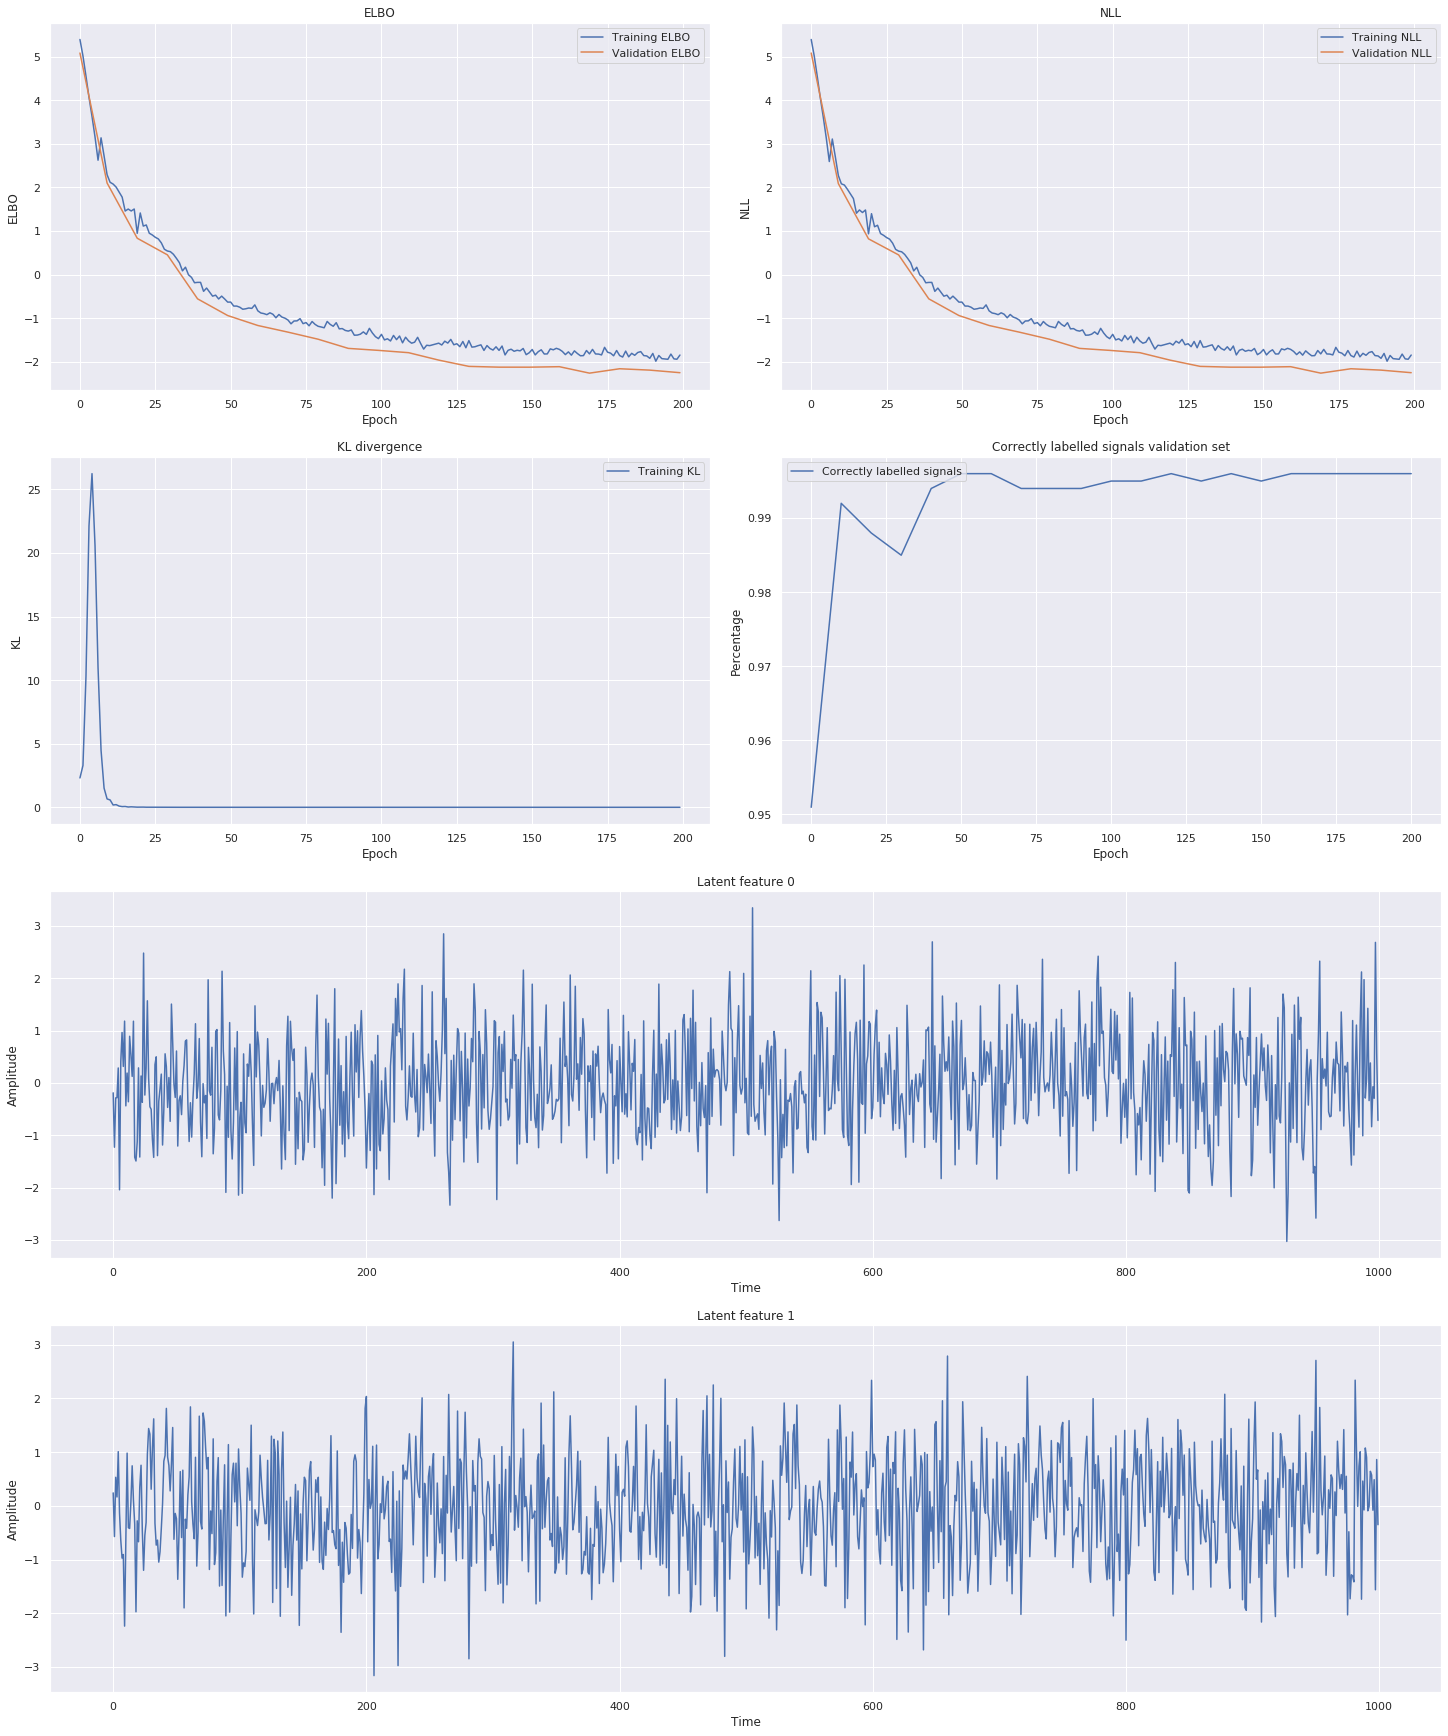 ELBO
Training ELBO
Validation ELBO
ELBO
5
4
3
2
1
0
−1
−2
0 25 50 75 100 125 150 175 200
Epoch
NLL
Training NLL
Validation NLL
NLL
5
4
3
2
1
0
−1
−2
0 25 50 75 100 125 150 175 200
Epoch
KL divergence
Training KL
KL
25
20
15
10
5
0
0 25 50 75 100 125 150 175 200
Epoch
Correctly labelled signals validation set
Correctly labelled signals
Percentage
0.99
0.98
0.97
0.96
0.95
0 25 50 75 100 125 150 175 200
Epoch
Latent feature 0
Amplitude
3
2
1
0
−1
−2
−3
0 200 400 600 800 1000
Time
Latent feature 1
Amplitude
3
2
1
0
−1
−2
−3
0 200 400 600 800 1000
Time